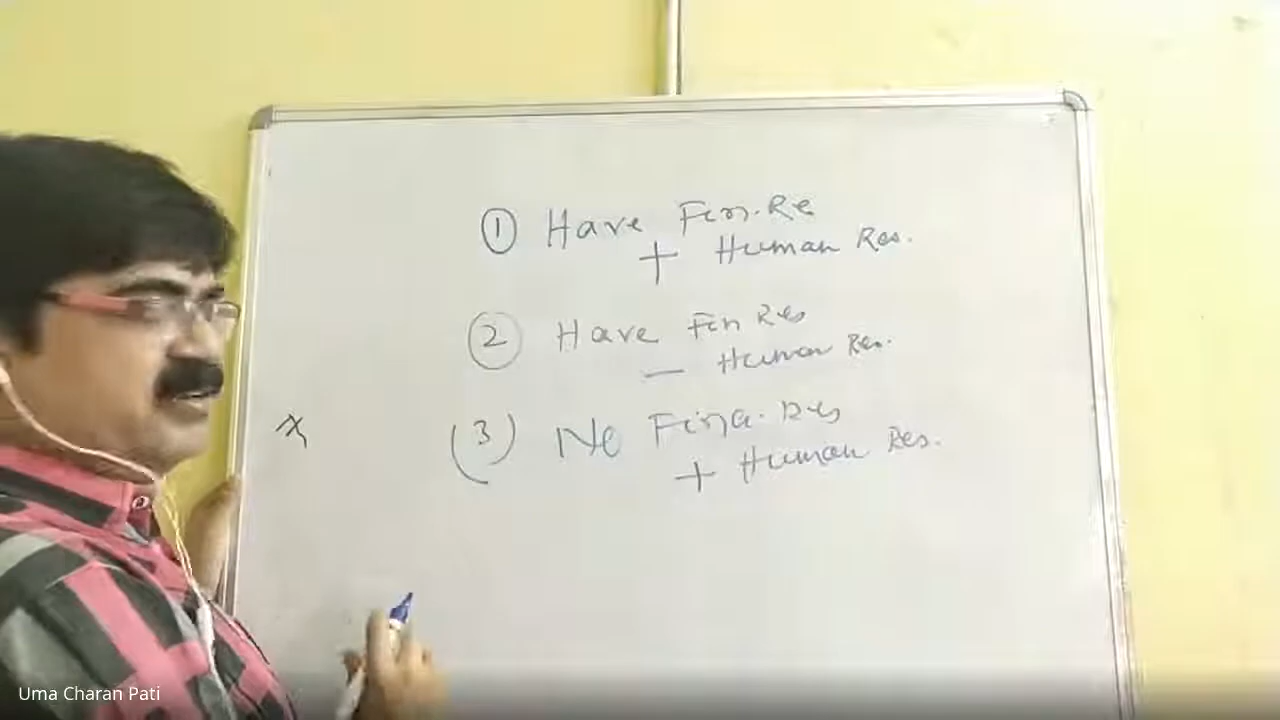 ① Have Fin. Re
+ Human Res.
② Have Fin Res
— Human Res.
(3) No Fina. Res
+ Human Res.
Uma Charan Pati